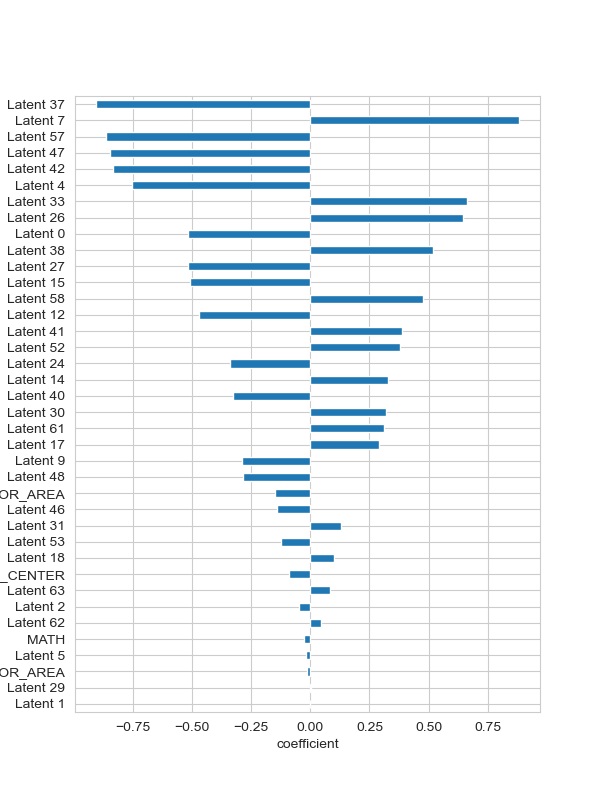 Latent 37
Latent 7
Latent 57
Latent 47
Latent 42
Latent 4
Latent 33
Latent 26
Latent 0
Latent 38
Latent 27
Latent 15
Latent 58
Latent 12
Latent 41
Latent 52
Latent 24
Latent 14
Latent 40
Latent 30
Latent 61
Latent 17
Latent 9
Latent 48
OR_AREA
Latent 46
Latent 31
Latent 53
Latent 18
_CENTER
Latent 63
Latent 2
Latent 62
MATH
Latent 5
OR_AREA
Latent 29
Latent 1
−0.75 −0.50 −0.25 0.00 0.25 0.50 0.75
coefficient